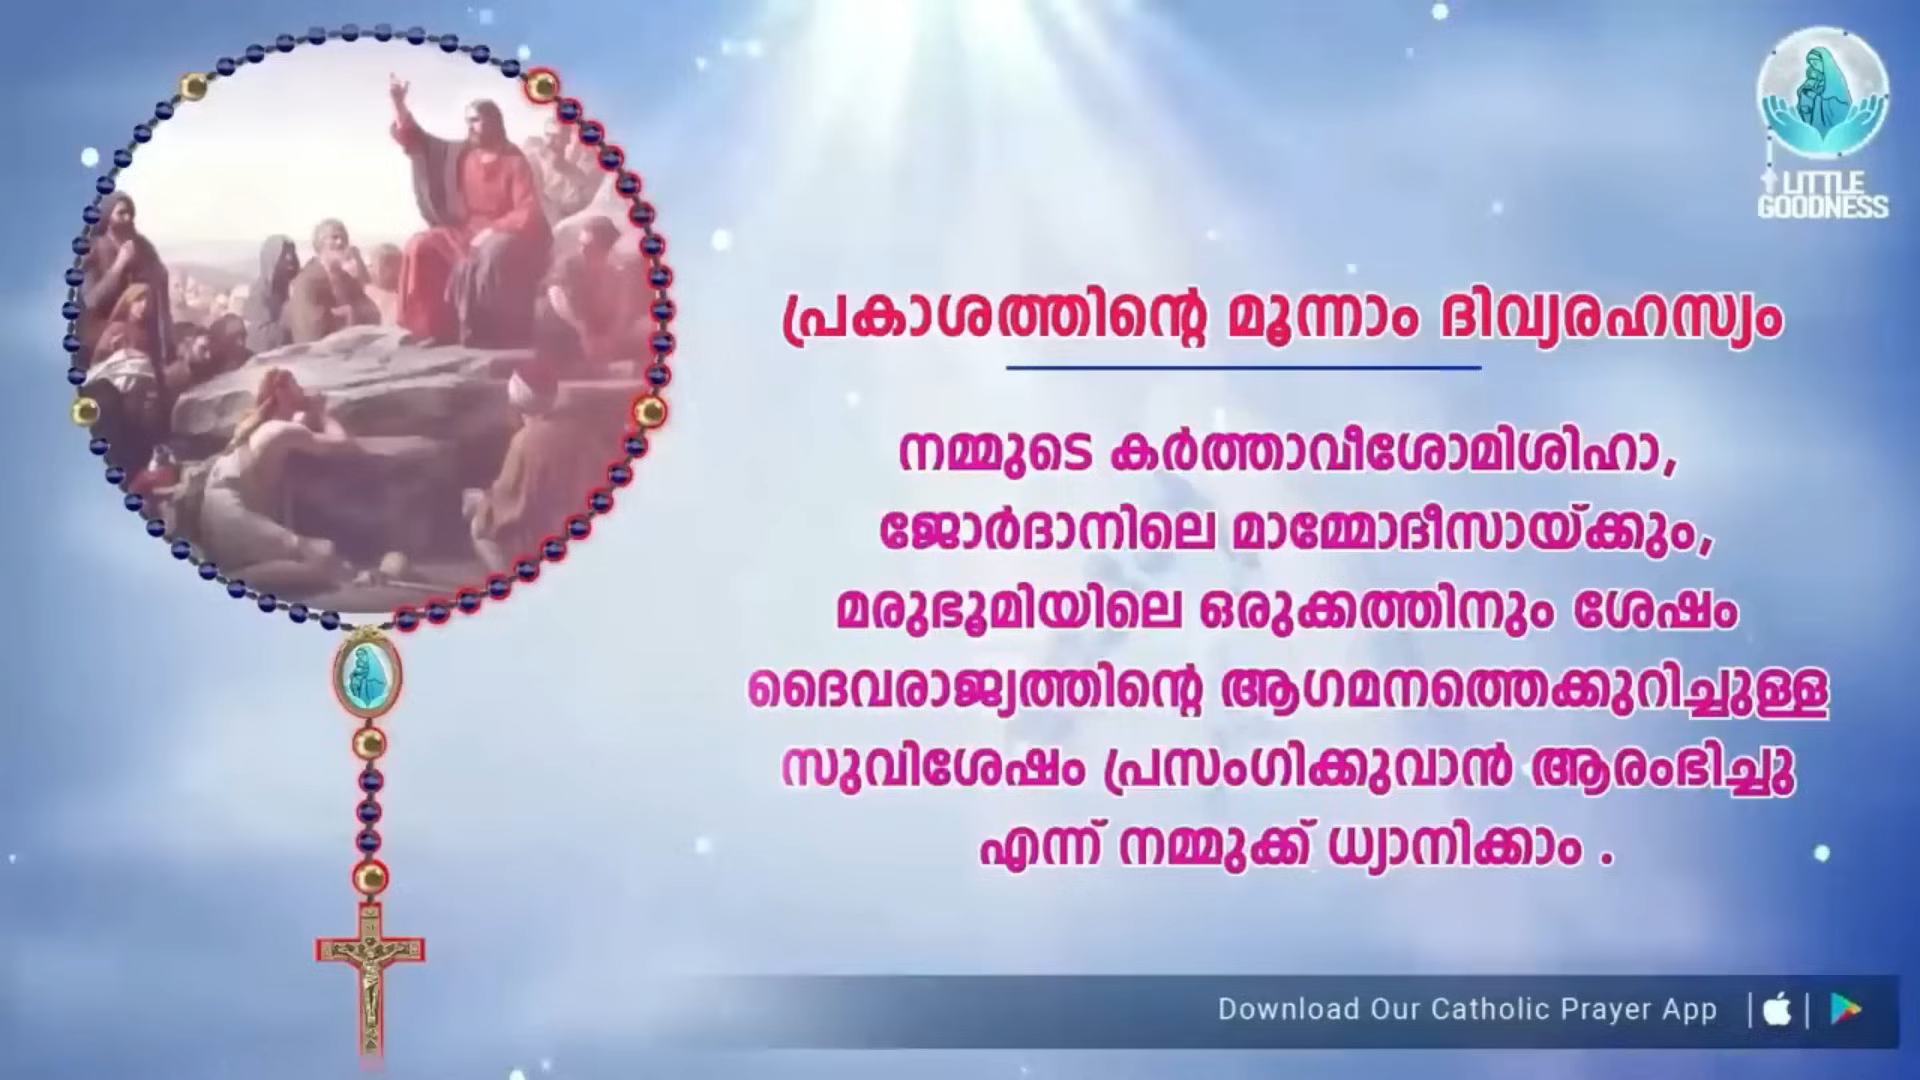 LITTLE
GOODNESS
പ്രകാശത്തിന്റെ മൂന്നാം ദിവ്യരഹസ്യം
നമ്മുടെ കർത്താവീശോമിശിഹാ,
ജോർദാനിലെ മാമ്മോദീസായ്ക്കും,
മരുഭൂമിയിലെ ഒരുക്കത്തിനും ശേഷം
ദൈവരാജ്യത്തിന്റെ ആഗമനത്തെക്കുറിച്ചുള്ള
സുവിശേഷം പ്രസംഗിക്കുവാൻ ആരംഭിച്ചു
എന്ന് നമ്മുക്ക് ധ്യാനിക്കാം .
Download Our Catholic Prayer App